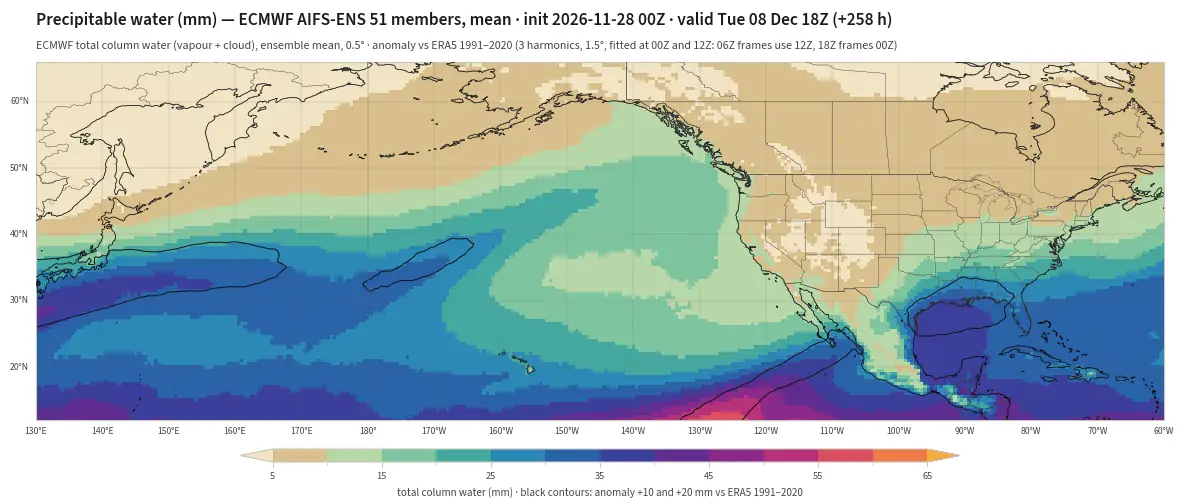 Precipitable water (mm) — ECMWF AIFS-ENS 51 members, mean · init 2026-11-28 00Z · valid Tue 08 Dec 18Z (+258 h)
ECMWF total column water (vapour + cloud), ensemble mean, 0.5° · anomaly vs ERA5 1991–2020 (3 harmonics, 1.5°, fitted at 00Z and 12Z: 06Z frames use 12Z, 18Z frames 00Z)
60°N
50°N
40°N
30°N
20°N
130°E 140°E 150°E 160°E 170°E 180° 170°W 160°W 150°W 140°W 130°W 120°W 110°W 100°W 90°W 80°W 70°W 60°W
5 15 25 35 45 55 65
total column water (mm) · black contours: anomaly +10 and +20 mm vs ERA5 1991–2020